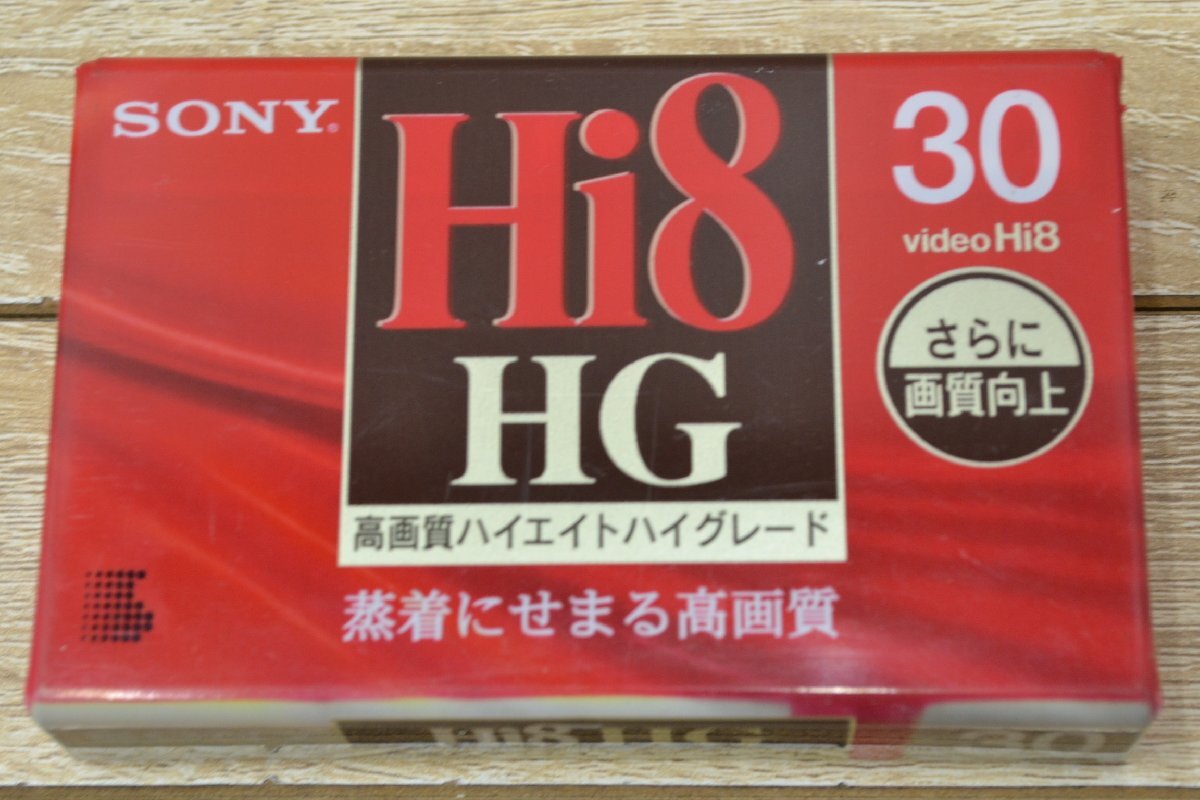 SONY®
Hi8
HG
高画質ハイエイトハイグレード
蒸着にせまる高画質
30
video Hi8
さらに
画質向上
Hi8 HG
30